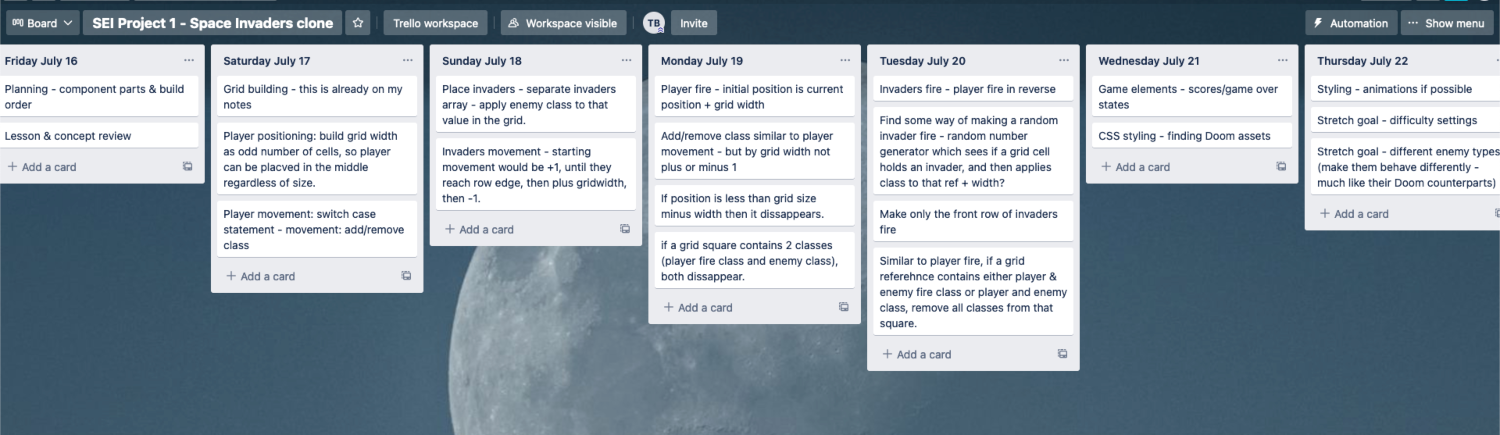 Board
SEI Project 1 - Space Invaders clone
Trello workspace
Workspace visible
TB
Invite
Automation
Show menu
Friday July 16
Planning - component parts & build
order
Lesson & concept review
Add a card
Saturday July 17
Grid building - this is already on my
notes
Player positioning: build grid width
as odd number of cells, so player
can be placved in the middle
regardless of size.
Player movement: switch case
statement - movement: add/remove
class
Add a card
Sunday July 18
Place invaders - separate invaders
array - apply enemy class to that
value in the grid.
Invaders movement - starting
movement would be +1, until they
reach row edge, then plus gridwidth,
then -1.
Add a card
Monday July 19
Player fire - initial position is current
position + grid width
Add/remove class similar to player
movement - but by grid width not
plus or minus 1
If position is less than grid size
minus width then it dissappears.
if a grid square contains 2 classes
(player fire class and enemy class),
both dissappear.
Add a card
Tuesday July 20
Invaders fire - player fire in reverse
Find some way of making a random
invader fire - random number
generator which sees if a grid cell
holds an invader, and then applies
class to that ref + width?
Make only the front row of invaders
fire
Similar to player fire, if a grid
referehnce contains either player &
enemy fire class or player and enemy
class, remove all classes from that
square.
Add a card
Wednesday July 21
Game elements - scores/game over
states
CSS styling - finding Doom assets
Add a card
Thursday July 22
Styling - animations if possible
Stretch goal - difficulty settings
Stretch goal - different enemy types
(make them behave differently -
much like their Doom counterparts)
Add a card